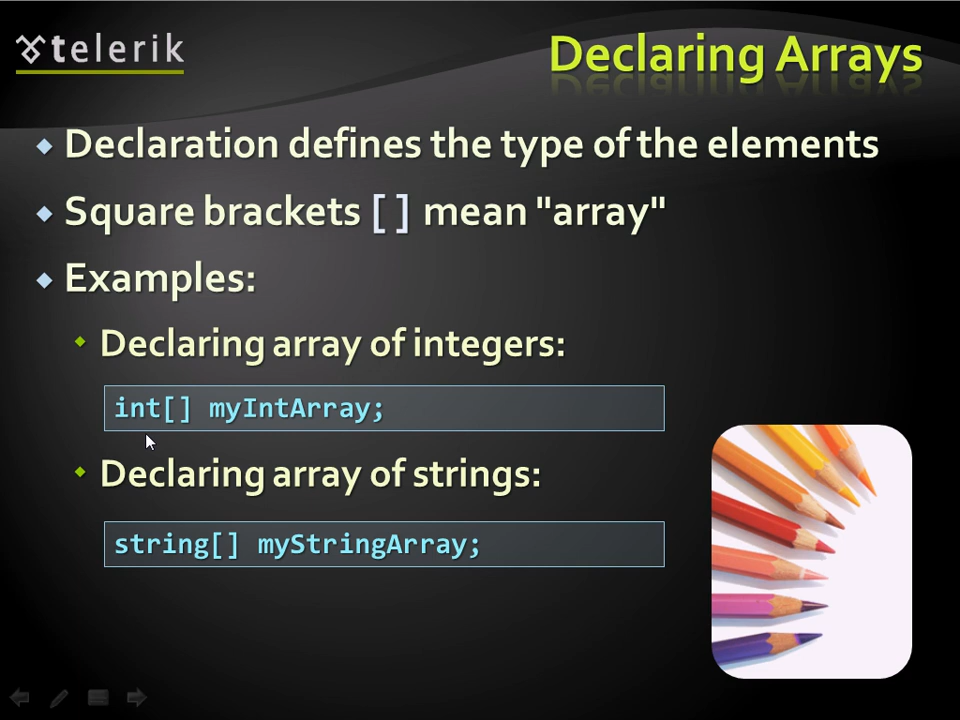 telerik
Declaring Arrays
Declaration defines the type of the elements
Square brackets [ ] mean "array"
Examples:
Declaring array of integers:
int[] myIntArray;
Declaring array of strings:
string[] myStringArray;